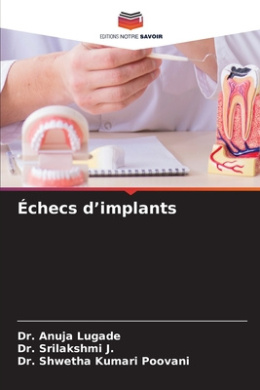 EDITIONS NOTRE SAVOIR
Échecs d’implants
Dr. Anuja Lugade
Dr. Srilakshmi J.
Dr. Shwetha Kumari Poovani